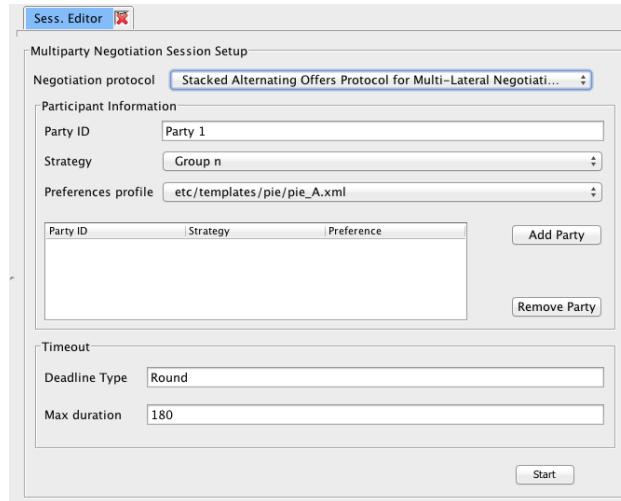 Sess. Editor
Multiparty Negotiation Session Setup
Negotiation protocol Stacked Alternating Offers Protocol for Multi-Lateral Negotiati...
Participant Information
Party ID Party 1
Strategy Group n
Preferences profile etc/templates/pie/pie_A.xml
Party ID Strategy Preference
Add Party
Remove Party
Timeout
Deadline Type Round
Max duration 180
Start